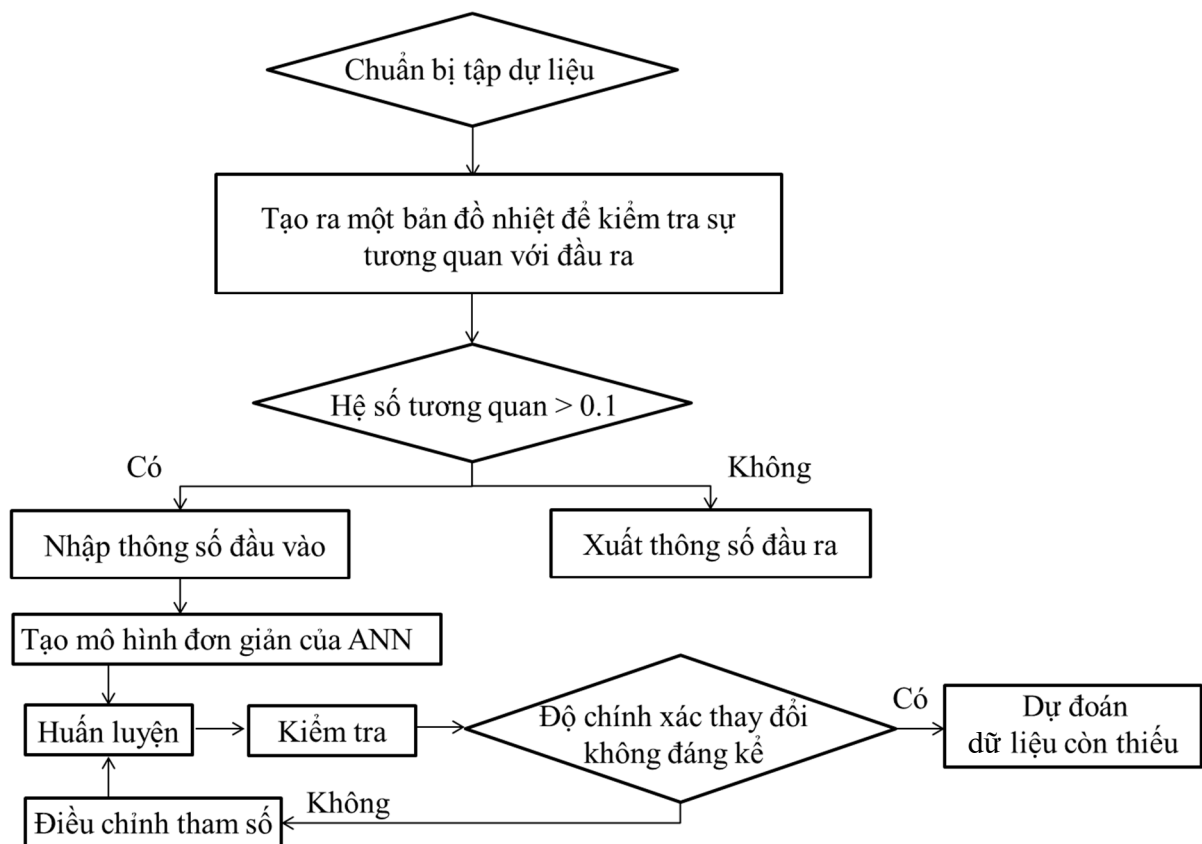 Chuẩn bị tập dự liệu
Tạo ra một bản đồ nhiệt để kiểm tra sự
tương quan với đầu ra
Hệ số tương quan > 0.1
Có
Không
Nhập thông số đầu vào
Xuất thông số đầu ra
Tạo mô hình đơn giản của ANN
Huấn luyện
Kiểm tra
Độ chính xác thay đổi
không đáng kể
Có
Dự đoán
dữ liệu còn thiếu
Không
Điều chỉnh tham số